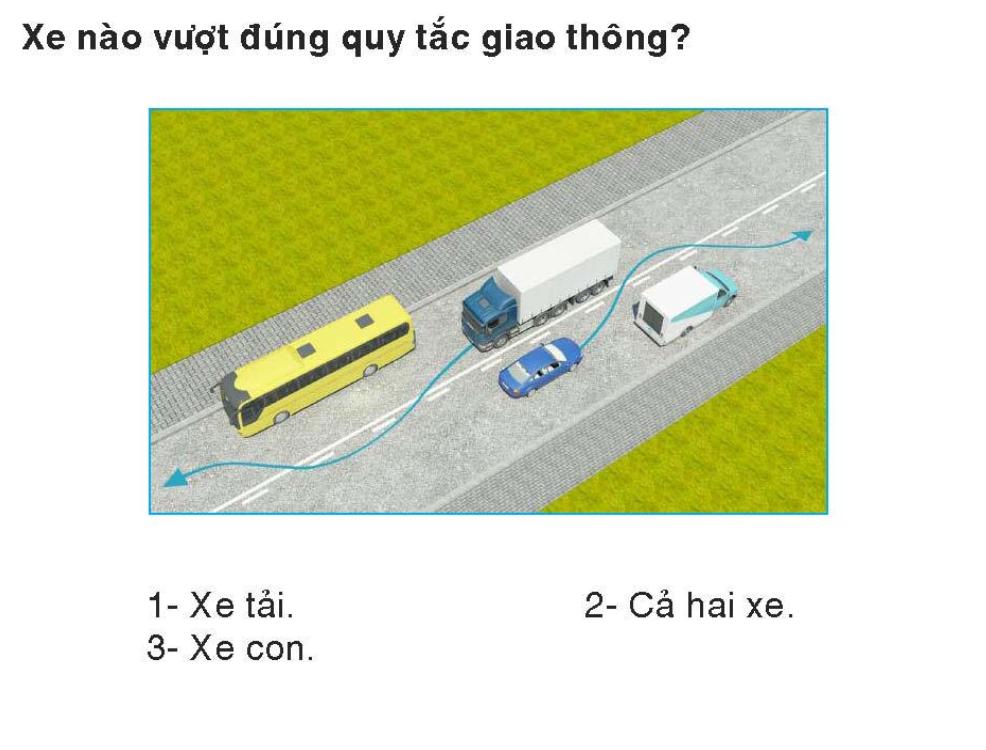 Xe nào vượt đúng quy tắc giao thông?
1- Xe tải. 2- Cả hai xe.
3- Xe con.